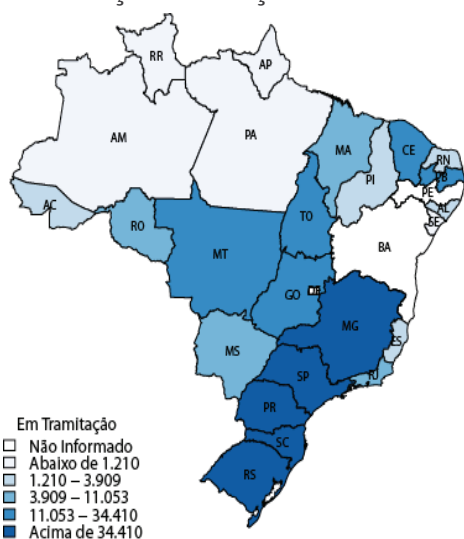 RR
AP
AM
PA
MA
CE
RN
PB
PI
PE
AL
SE
AC
RO
TO
BA
MT
GO
DF
MG
ES
MS
SP
RJ
PR
SC
RS
Em Tramitação
Não Informado
Abaixo de 1.210
1.210 – 3.909
3.909 – 11.053
11.053 – 34.410
Acima de 34.410